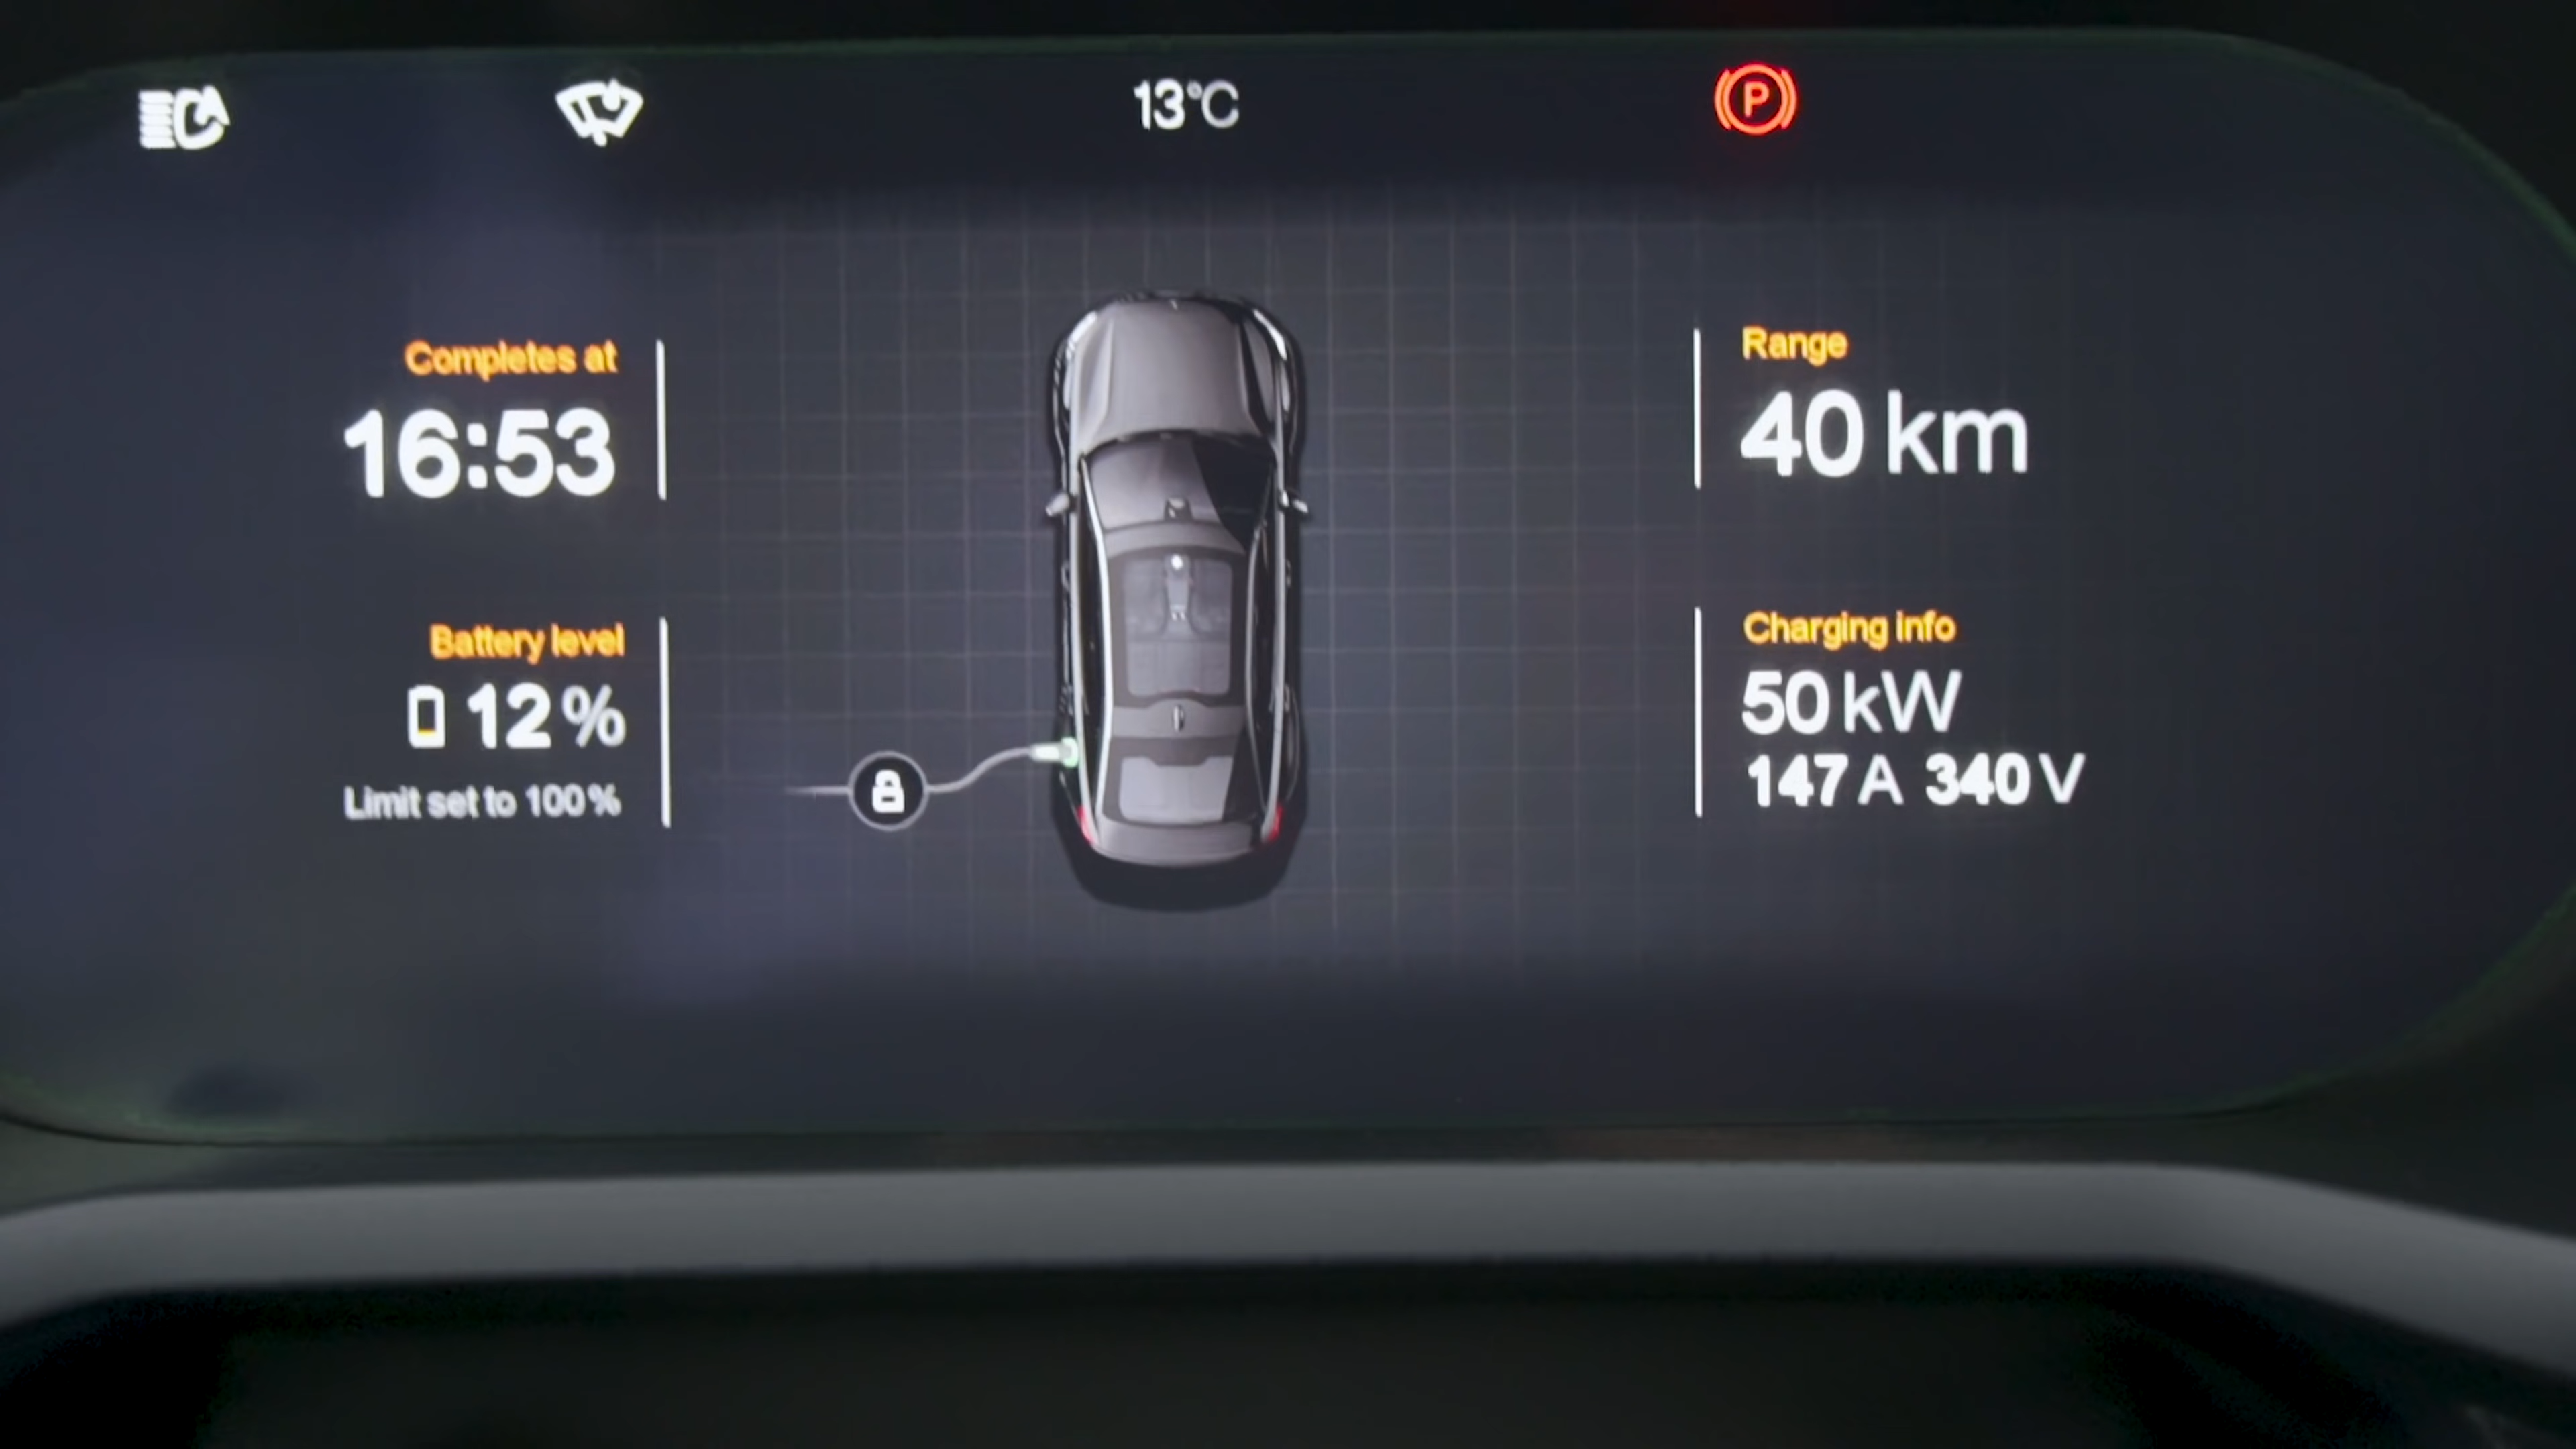 13°C
P
Completes at
16:53
Range
40 km
Battery level
12 %
Limit set to 100 %
Charging info
50 kW
147 A 340 V